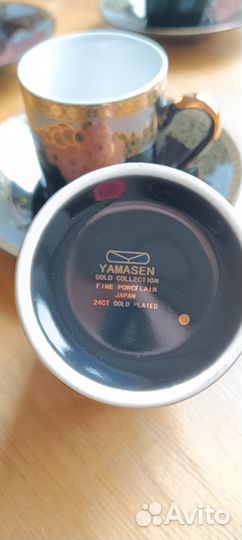 YAMASEN
GOLD COLLECTION
FINE PORCELAIN
JAPAN
24CT GOLD PLATED
Avito